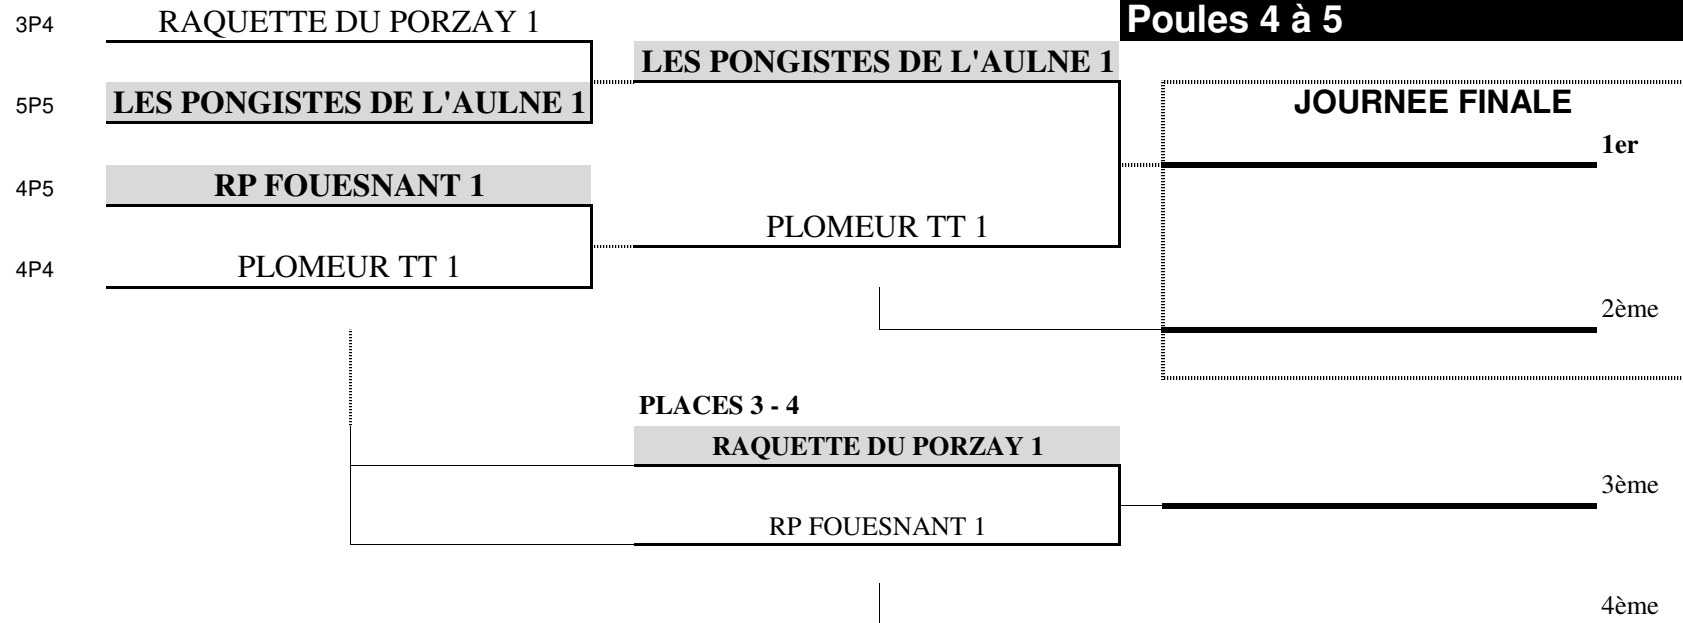 3P4 RAQUETTE DU PORZAY 1
Poules 4 à 5
LES PONGISTES DE L'AULNE 1
5P5 LES PONGISTES DE L'AULNE 1
JOURNEE FINALE
1er
4P5 RP FOUESNANT 1
PLOMEUR TT 1
4P4 PLOMEUR TT 1
2ème
PLACES 3 - 4
RAQUETTE DU PORZAY 1
3ème
RP FOUESNANT 1
4ème